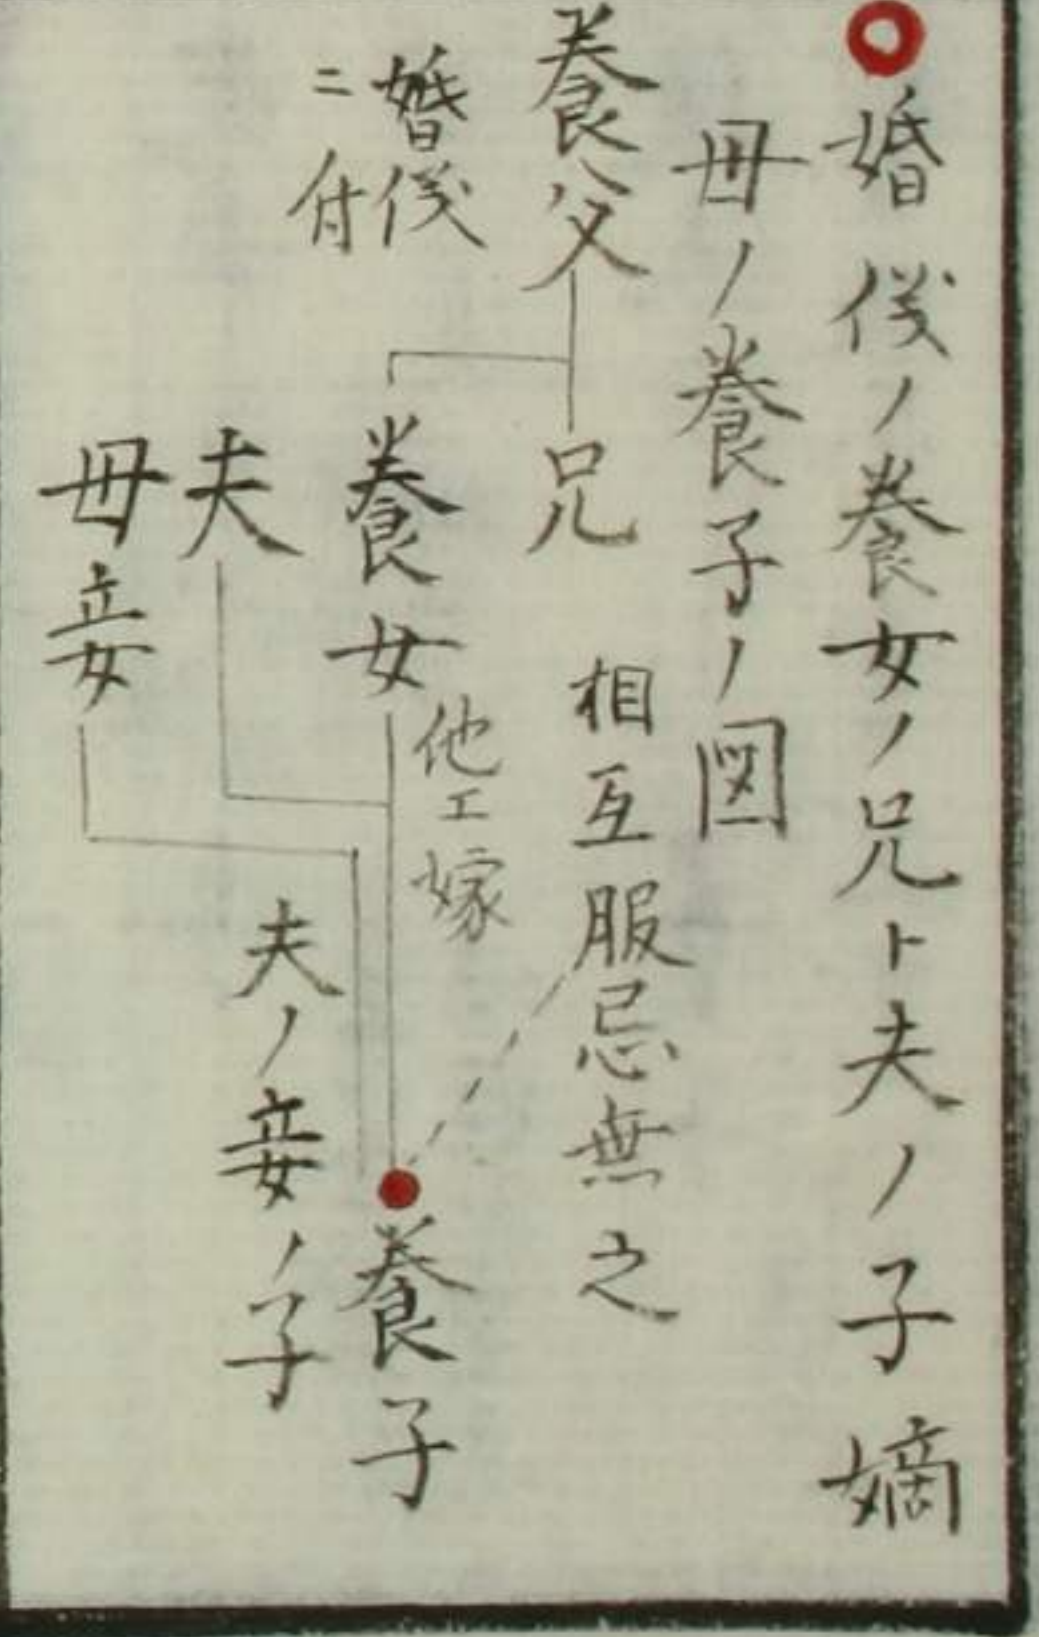 婚儀ノ養女ノ兄ト夫ノ子嫡
母ノ養子ノ図
養父
兄
相互服忌無之
婚儀
ニ付
養女
他エ嫁
養子
夫
夫ノ妾ノ子
母妾